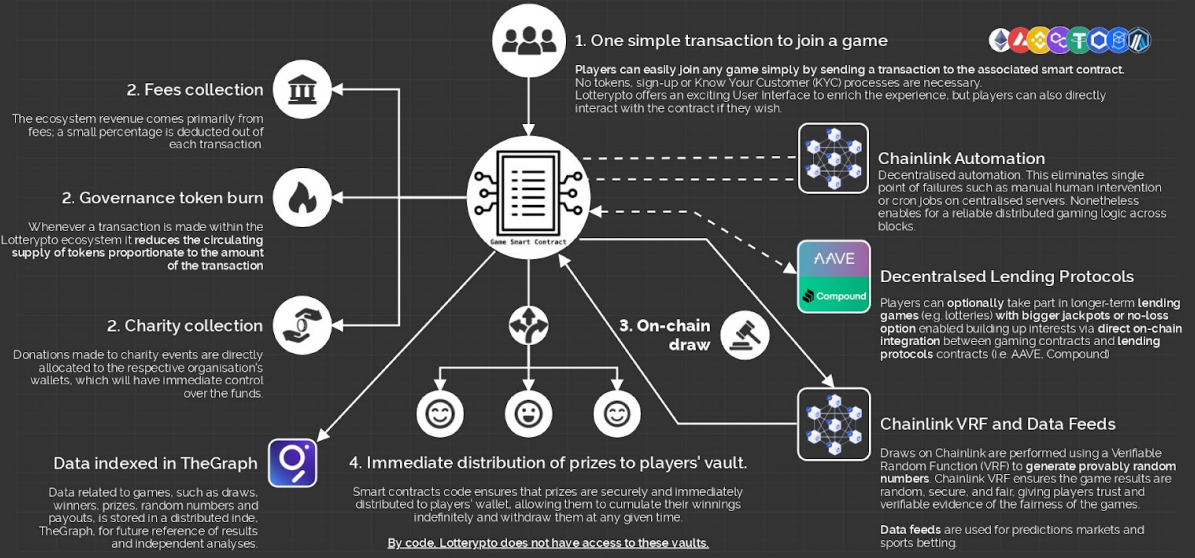 1. One simple transaction to join a game
Players can easily join any game simply by sending a transaction to the associated smart contract.
No tokens, sign-up or Know Your Customer (KYC) processes are necessary.
Lotterypto offers an exciting User Interface to enrich the experience, but players can also directly
interact with the contract if they wish.
2. Fees collection
The ecosystem revenue comes primarily from
fees; a small percentage is deducted out of
each transaction.
2. Governance token burn
Whenever a transaction is made within the
Lotterypto ecosystem it reduces the circulating
supply of tokens proportionate to the amount
of the transaction
2. Charity collection
Donations made to charity events are directly
allocated to the respective organisation's
wallets, which will have immediate control
over the funds.
Game Smart Contract
Chainlink Automation
Decentralised automation. This eliminates single
point of failures such as manual human intervention
or cron jobs on centralised servers. Nonetheless
enables for a reliable distributed gaming logic across
blocks.
AAVE
Compound
Decentralsed Lending Protocols
Players can optionally take part in longer-term lending
games (e.g. lotteries) with bigger jackpots or no-loss
option enabled building up interests via direct on-chain
integration between gaming contracts and lending
protocols contracts (i.e. AAVE, Compound)
3. On-chain
draw
Chainlink VRF and Data Feeds
Draws on Chainlink are performed using a Verifiable
Random Function (VRF) to generate provably random
numbers. Chainlink VRF ensures the game results are
random, secure, and fair, giving players trust and
verifiable evidence of the fairness of the games.
Data feeds are used for predictions markets and
sports betting.
Data indexed in TheGraph
Data related to games, such as draws,
winners, prizes, random numbers and
payouts, is stored in a distributed inde,
TheGraph, for future reference of results
and independent analyses.
4. Immediate distribution of prizes to players' vault.
Smart contracts code ensures that prizes are securely and immediately
distributed to players' wallet, allowing them to cumulate their winnings
indefinitely and withdraw them at any given time.
By code, Lotterypto does not have access to these vaults.